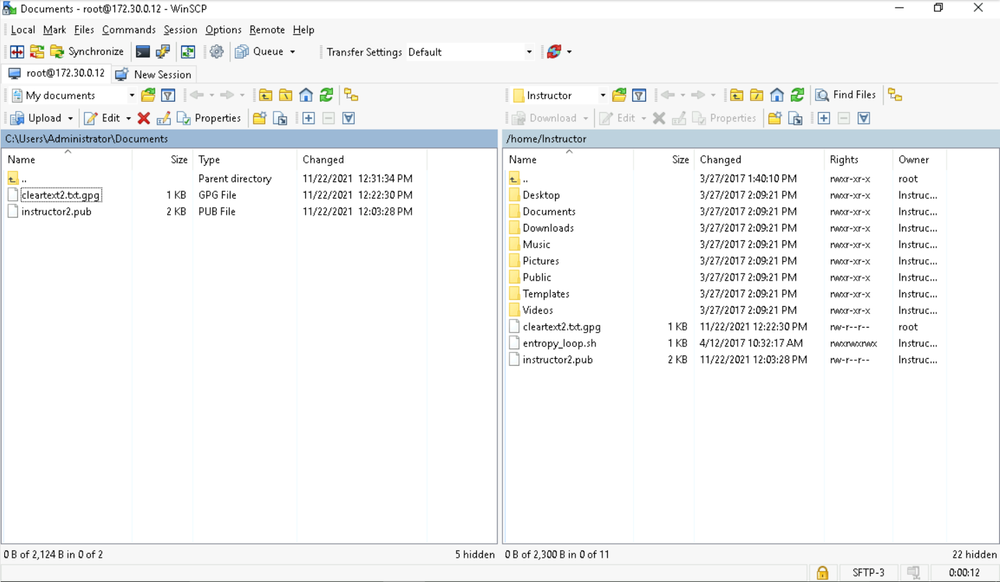 Documents - root@172.30.0.12 - WinSCP
Local Mark Files Commands Session Options Remote Help
Synchronize Queue Transfer Settings Default
root@172.30.0.12 New Session
My documents Instructor Find Files
Upload Edit Properties Download Edit Properties
C:\Users\Administrator\Documents /home/Instructor
Name Size Type Changed Name Size Changed Rights Owner
.. Parent directory 11/22/2021 12:31:34 PM .. 3/27/2017 1:40:10 PM rwxr-xr-x root
cleartext2.txt.gpg 1 KB GPG File 11/22/2021 12:22:30 PM Desktop 3/27/2017 2:09:21 PM rwxr-xr-x Instruc...
instructor2.pub 2 KB PUB File 11/22/2021 12:03:28 PM Documents 3/27/2017 2:09:21 PM rwxr-xr-x Instruc...
Downloads 3/27/2017 2:09:21 PM rwxr-xr-x Instruc...
Music 3/27/2017 2:09:21 PM rwxr-xr-x Instruc...
Pictures 3/27/2017 2:09:21 PM rwxr-xr-x Instruc...
Public 3/27/2017 2:09:21 PM rwxr-xr-x Instruc...
Templates 3/27/2017 2:09:21 PM rwxr-xr-x Instruc...
Videos 3/27/2017 2:09:21 PM rwxr-xr-x Instruc...
cleartext2.txt.gpg 1 KB 11/22/2021 12:22:30 PM rw-r--r-- root
entropy_loop.sh 1 KB 4/12/2017 10:32:17 AM rwxrwxrwx Instruc...
instructor2.pub 2 KB 11/22/2021 12:03:28 PM rw-r--r-- Instruc...
0 B of 2,124 B in 0 of 2 5 hidden 0 B of 2,300 B in 0 of 11 22 hidden
SFTP-3 0:00:12